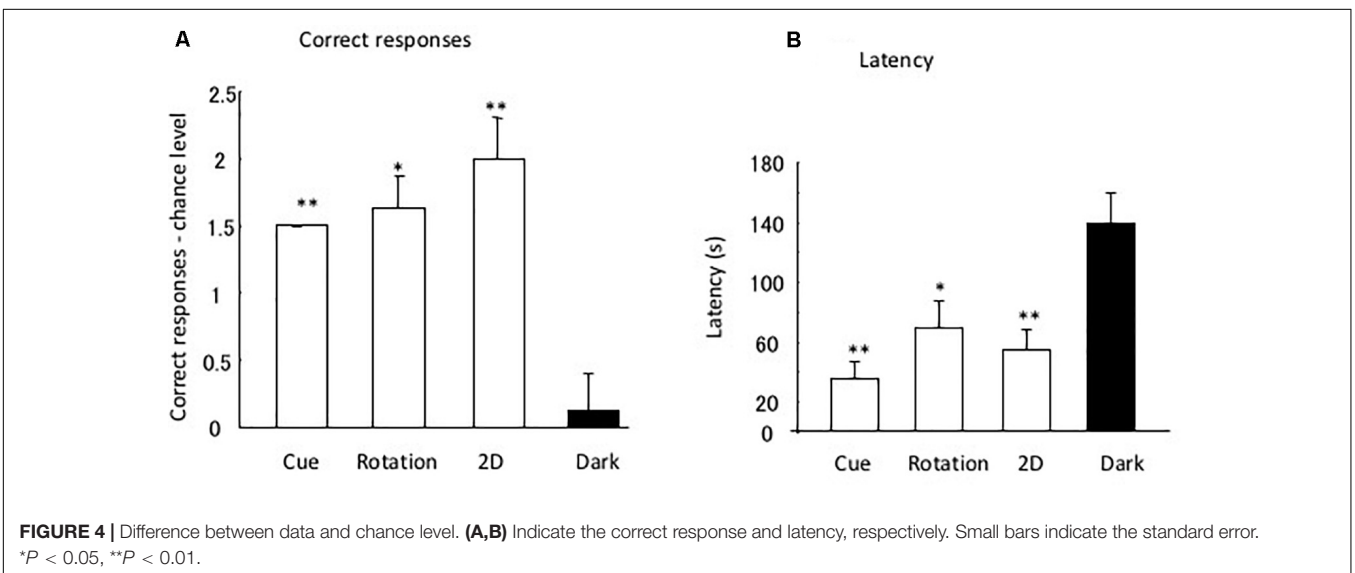 A
Correct responses
Correct responses - chance level
2.5
2
1.5
1
0.5
0
**
*
**
Cue Rotation 2D Dark
B
Latency
Latency (s)
180
140
100
60
20
0
**
*
**
Cue Rotation 2D Dark
FIGURE 4 | Difference between data and chance level. (A,B) Indicate the correct response and latency, respectively. Small bars indicate the standard error.
*P < 0.05, **P < 0.01.